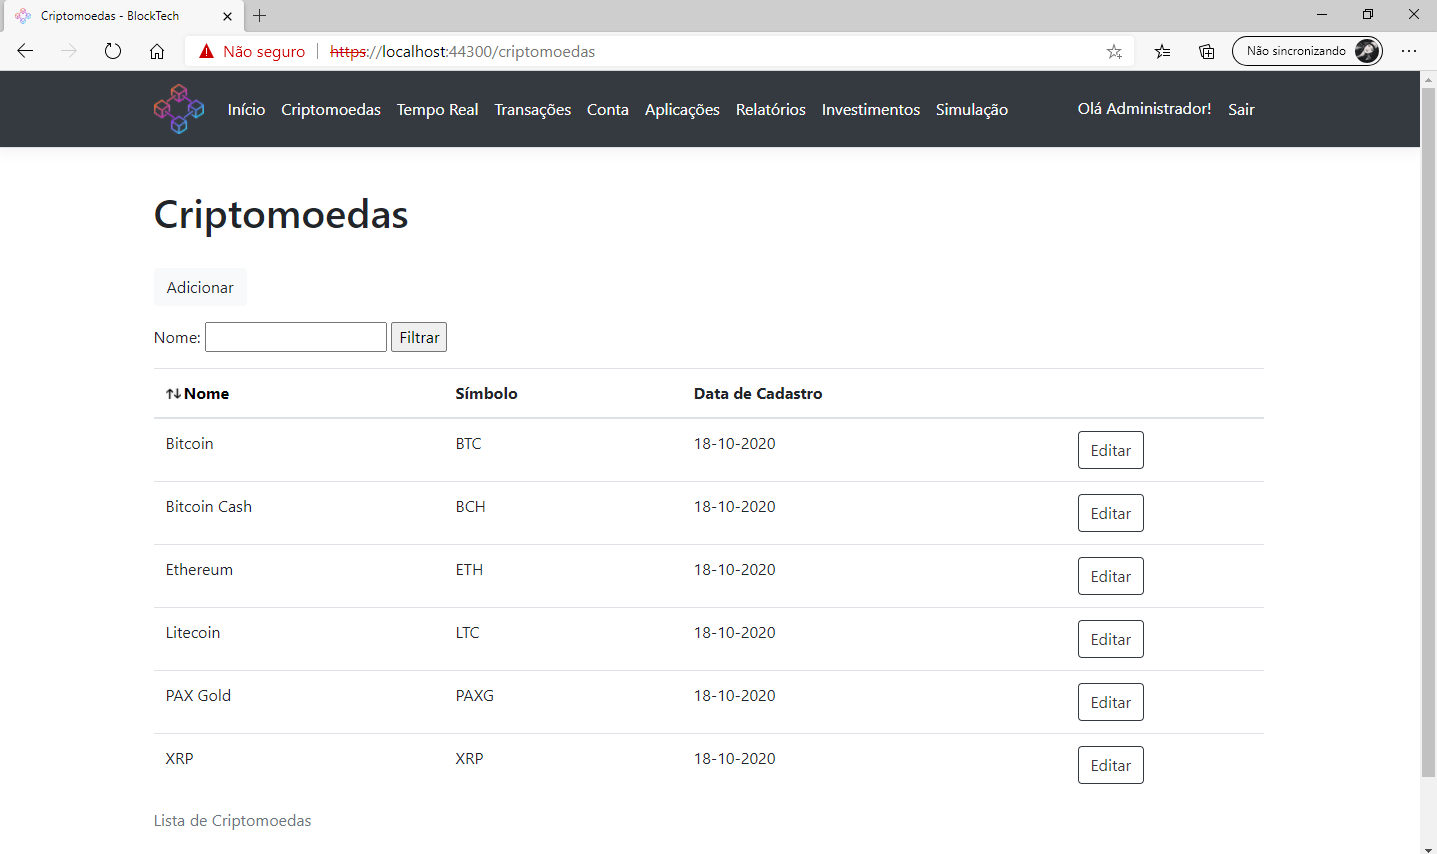 Criptomoedas - BlockTech
Não seguro https://localhost:44300/criptomoedas Não sincronizando
Início Criptomoedas Tempo Real Transações Conta Aplicações Relatórios Investimentos Simulação Olá Administrador! Sair
Criptomoedas
Adicionar
Nome: Filtrar
Nome Símbolo Data de Cadastro
Bitcoin BTC 18-10-2020 Editar
Bitcoin Cash BCH 18-10-2020 Editar
Ethereum ETH 18-10-2020 Editar
Litecoin LTC 18-10-2020 Editar
PAX Gold PAXG 18-10-2020 Editar
XRP XRP 18-10-2020 Editar
Lista de Criptomoedas